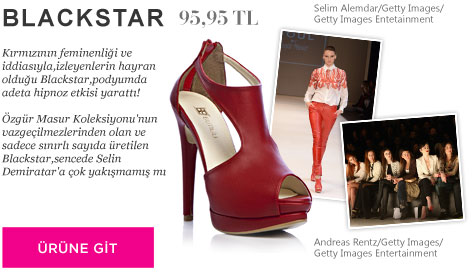 BLACKSTAR 95,95 TL
Kırmızının feminenliği ve
iddiasıyla,izleyenlerin hayran
olduğu Blackstar,podyumda
adeta hipnoz etkisi yarattı!
Özgür Masur Koleksiyonu'nun
vazgeçilmezlerinden olan ve
sadece sınırlı sayıda üretilen
Blackstar,sencede Selin
Demiratar'a çok yakışmamış mı
ÜRÜNE GİT
Selim Alemdar/Getty Images/
Getty Images Entertainment
Andreas Rentz/Getty Images/
Getty Images Entertainment